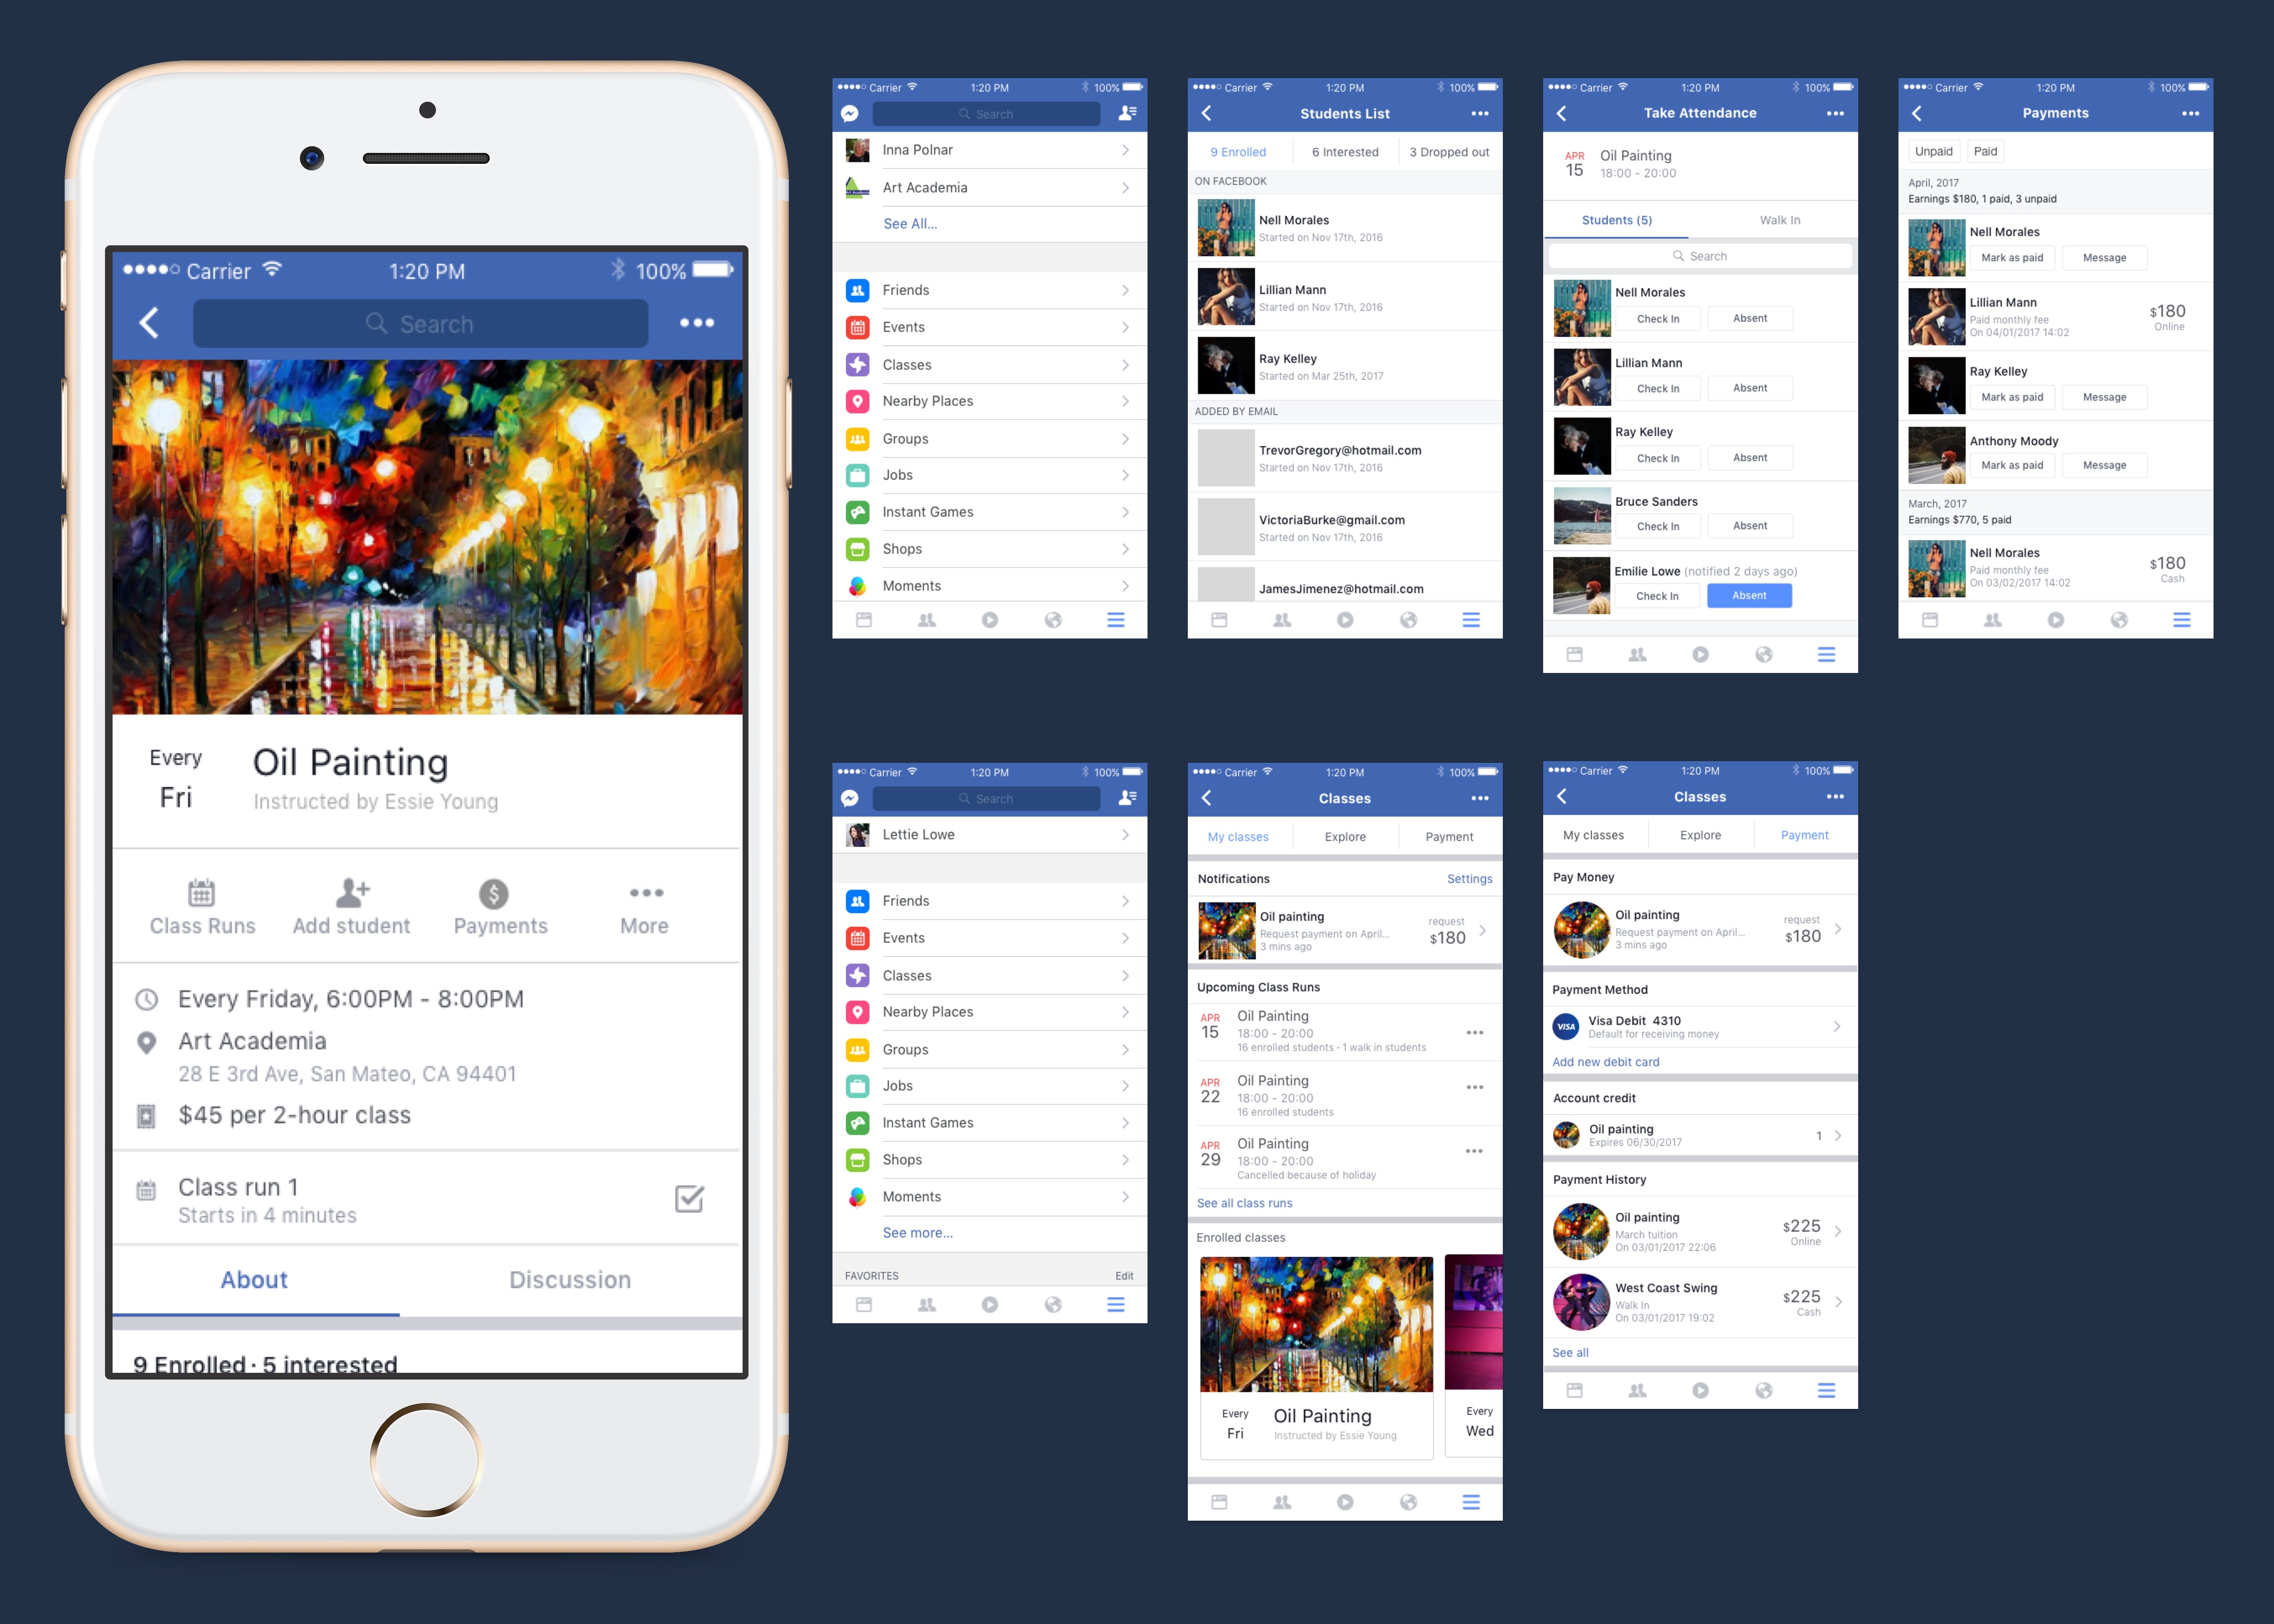 Carrier 1:20 PM 100%
Search
Every
Fri
Oil Painting
Instructed by Essie Young
Class Runs Add student Payments More
Every Friday, 6:00PM - 8:00PM
Art Academia
28 E 3rd Ave, San Mateo, CA 94401
$45 per 2-hour class
Class run 1
Starts in 4 minutes
About Discussion
9 Enrolled · 5 interested
Carrier 1:20 PM 100%
Search
Inna Polnar
Art Academia
See All...
Friends
Events
Classes
Nearby Places
Groups
Jobs
Instant Games
Shops
Moments
Carrier 1:20 PM 100%
Students List
9 Enrolled 6 Interested 3 Dropped out
ON FACEBOOK
Nell Morales
Started on Nov 17th, 2016
Lillian Mann
Started on Nov 17th, 2016
Ray Kelley
Started on Mar 25th, 2017
ADDED BY EMAIL
TrevorGregory@hotmail.com
Started on Nov 17th, 2016
VictoriaBurke@gmail.com
Started on Nov 17th, 2016
JamesJimenez@hotmail.com
Carrier 1:20 PM 100%
Take Attendance
APR
15
Oil Painting
18:00 - 20:00
Students (5) Walk In
Search
Nell Morales
Check In Absent
Lillian Mann
Check In Absent
Ray Kelley
Check In Absent
Bruce Sanders
Check In Absent
Emilie Lowe (notified 2 days ago)
Check In Absent
Carrier 1:20 PM 100%
Payments
Unpaid Paid
April, 2017
Earnings $180, 1 paid, 3 unpaid
Nell Morales
Mark as paid Message
Lillian Mann
Paid monthly fee
On 04/01/2017 14:02
$180
Online
Ray Kelley
Mark as paid Message
Anthony Moody
Mark as paid Message
March, 2017
Earnings $770, 5 paid
Nell Morales
Paid monthly fee
On 03/02/2017 14:02
$180
Cash
Carrier 1:20 PM 100%
Search
Lettie Lowe
Friends
Events
Classes
Nearby Places
Groups
Jobs
Instant Games
Shops
Moments
See more...
FAVORITES Edit
Carrier 1:20 PM 100%
Classes
My classes Explore Payment
Notifications Settings
Oil painting
Request payment on April...
3 mins ago
request
$180
Upcoming Class Runs
APR
15
Oil Painting
18:00 - 20:00
16 enrolled students · 1 walk in students
APR
22
Oil Painting
18:00 - 20:00
16 enrolled students
APR
29
Oil Painting
18:00 - 20:00
Cancelled because of holiday
See all class runs
Enrolled classes
Every
Fri
Oil Painting
Instructed by Essie Young
Every
Wed
Carrier 1:20 PM 100%
Classes
My classes Explore Payment
Pay Money
Oil painting
Request payment on April...
3 mins ago
request
$180
Payment Method
VISA
Visa Debit 4310
Default for receiving money
Add new debit card
Account credit
Oil painting
Expires 06/30/2017
1
Payment History
Oil painting
March tuition
On 03/01/2017 22:06
$225
Online
West Coast Swing
Walk In
On 03/01/2017 19:02
$225
Cash
See all